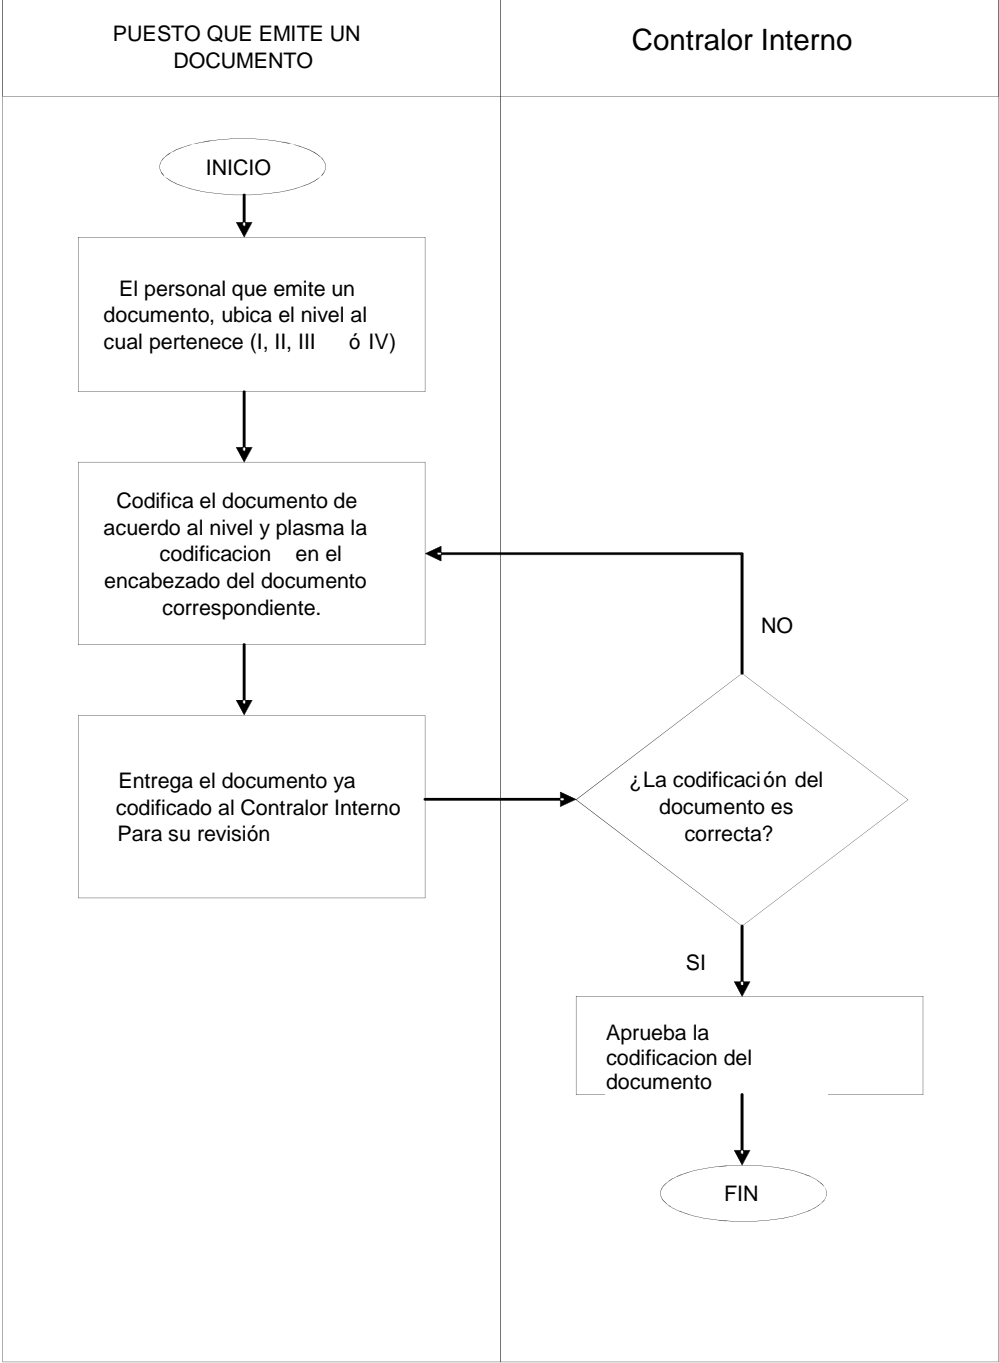 PUESTO QUE EMITE UN
DOCUMENTO
Contralor Interno
INICIO
El personal que emite un
documento, ubica el nivel al
cual pertenece (I, II, III ó IV)
Codifica el documento de
acuerdo al nivel y plasma la
codificacion en el
encabezado del documento
correspondiente.
NO
Entrega el documento ya
codificado al Contralor Interno
Para su revisión
¿La codificación del
documento es
correcta?
SI
Aprueba la
codificacion del
documento
FIN